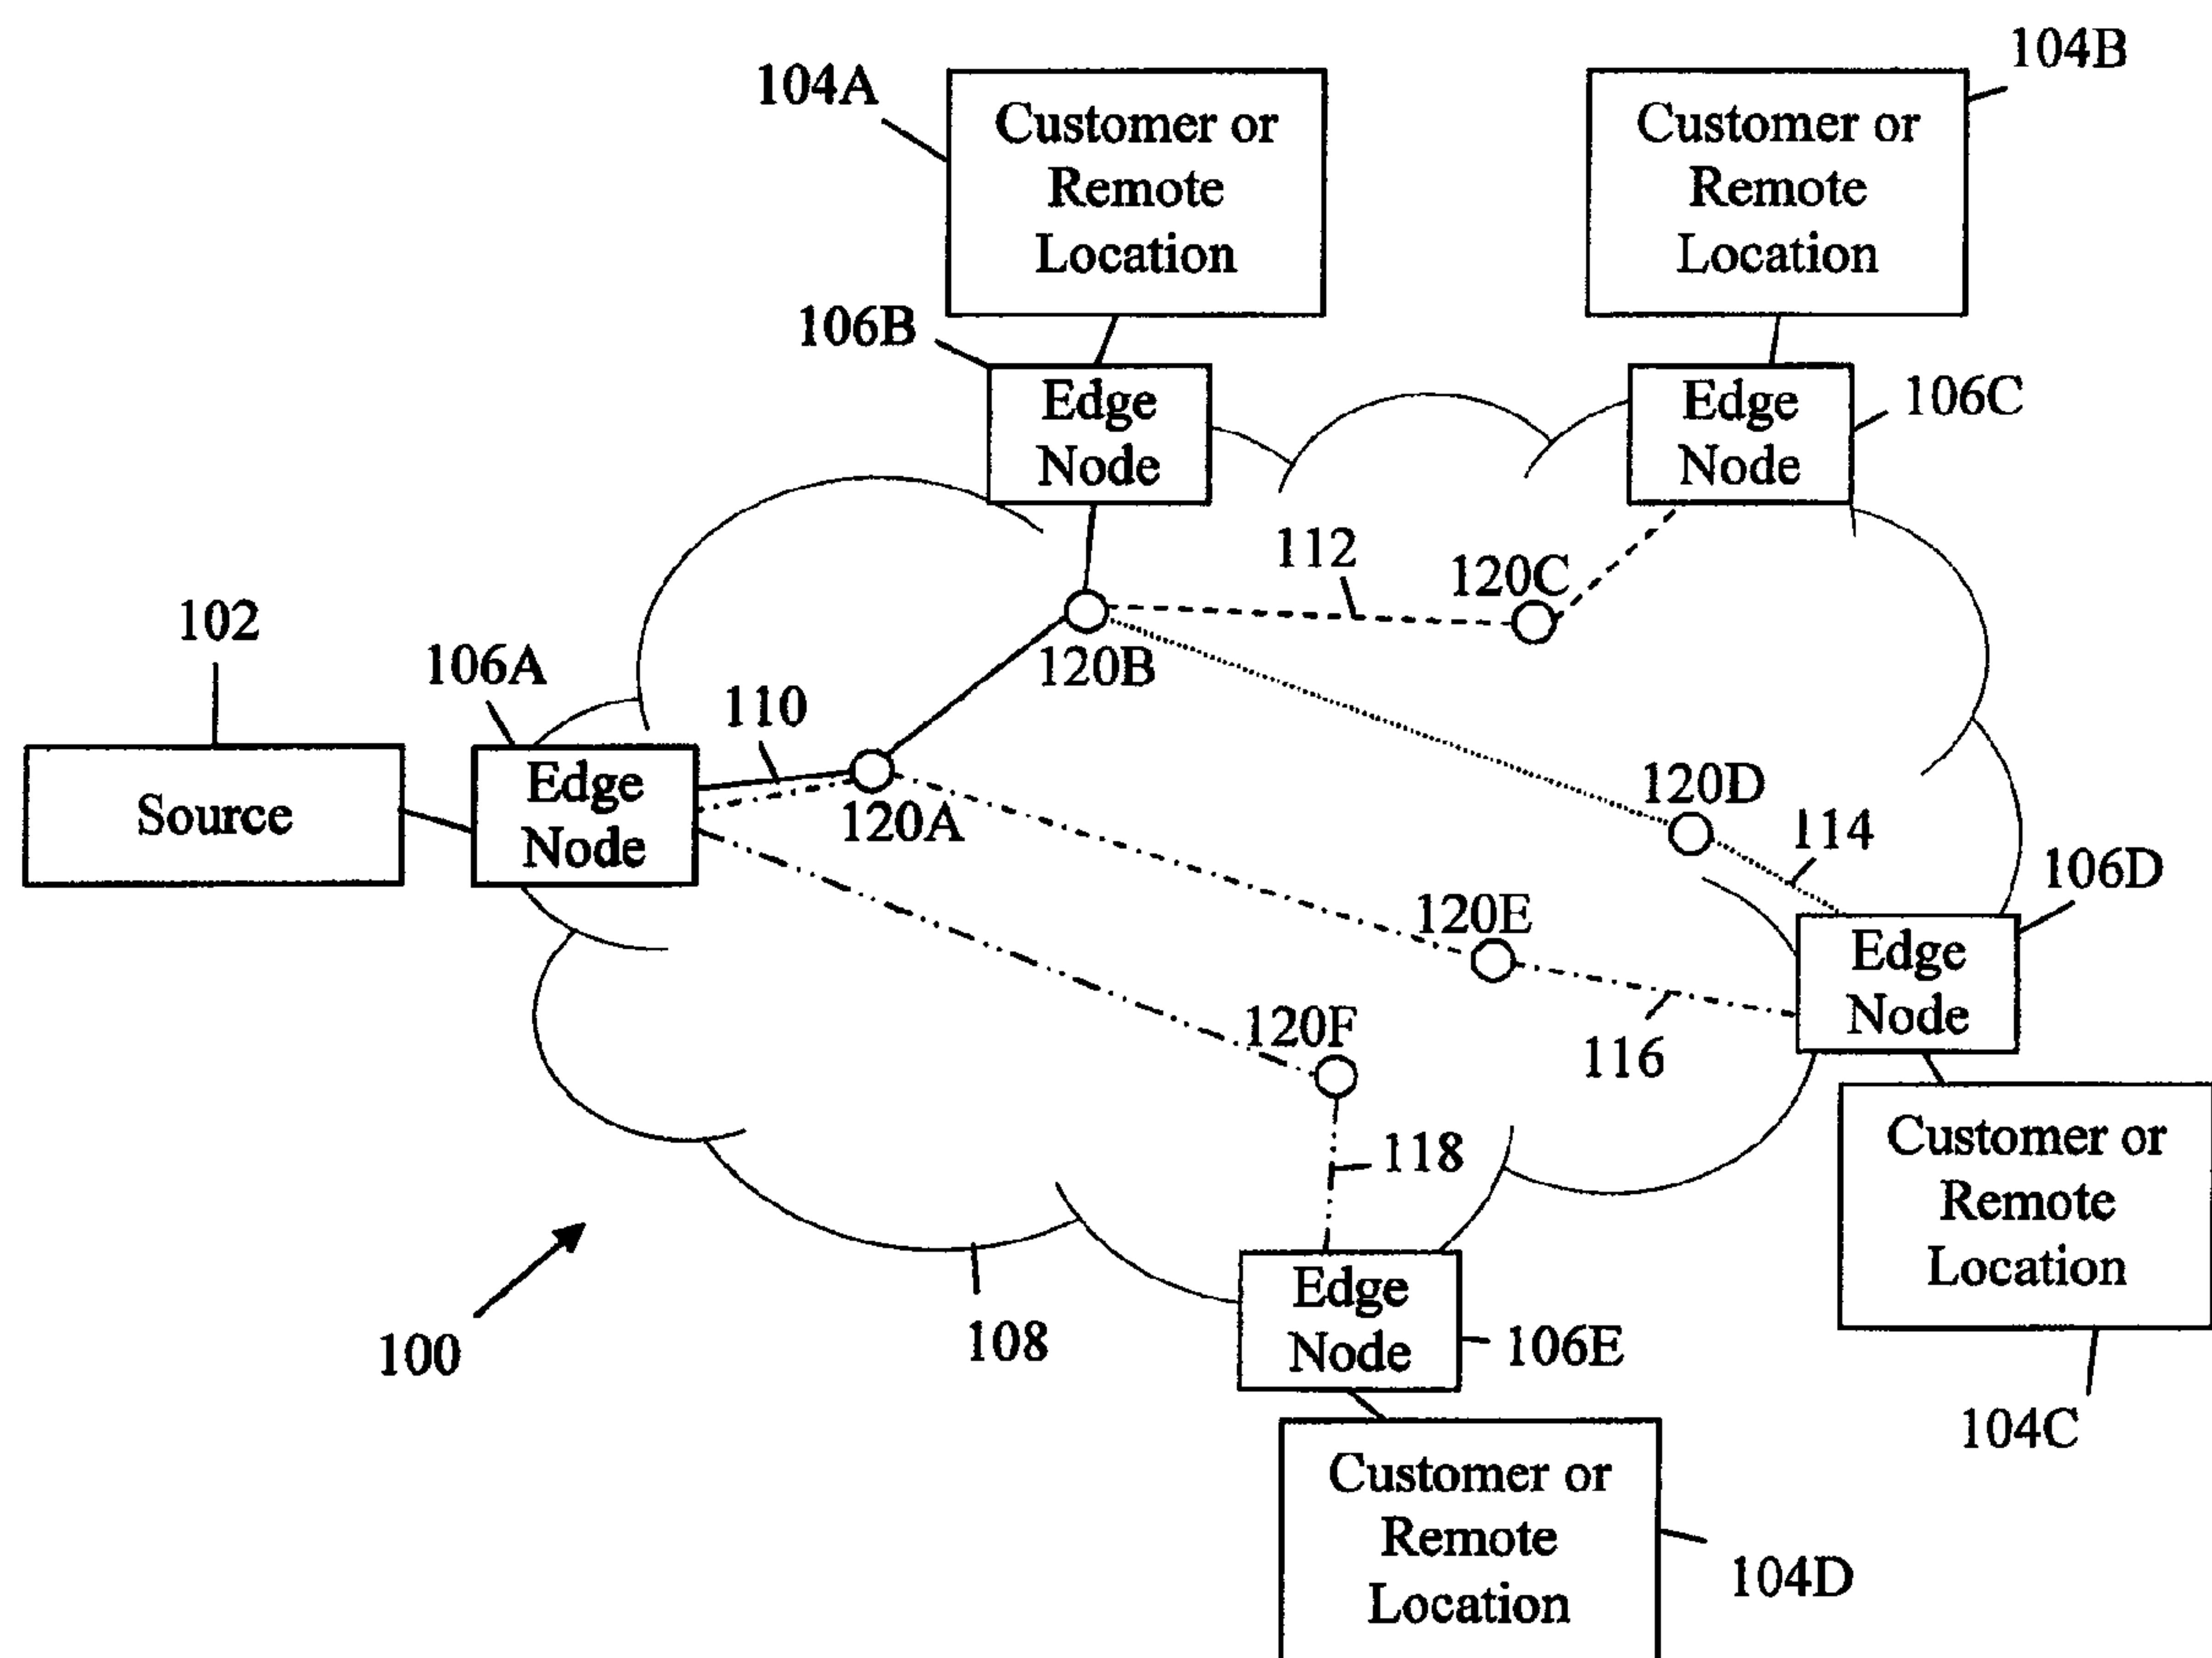 104B
104A
Customer or
Remote
Location
Customer or
Remote
Location
106B
Edge
Node
Edge
Node
106C
112
120C
102
106A
120B
110
Source
Edge
Node
120A
120D
114
106D
120E
Edge
Node
120F
116
118
Customer or
Remote
Location
108
100
Edge
Node
106E
104C
Customer or
Remote
Location
104D